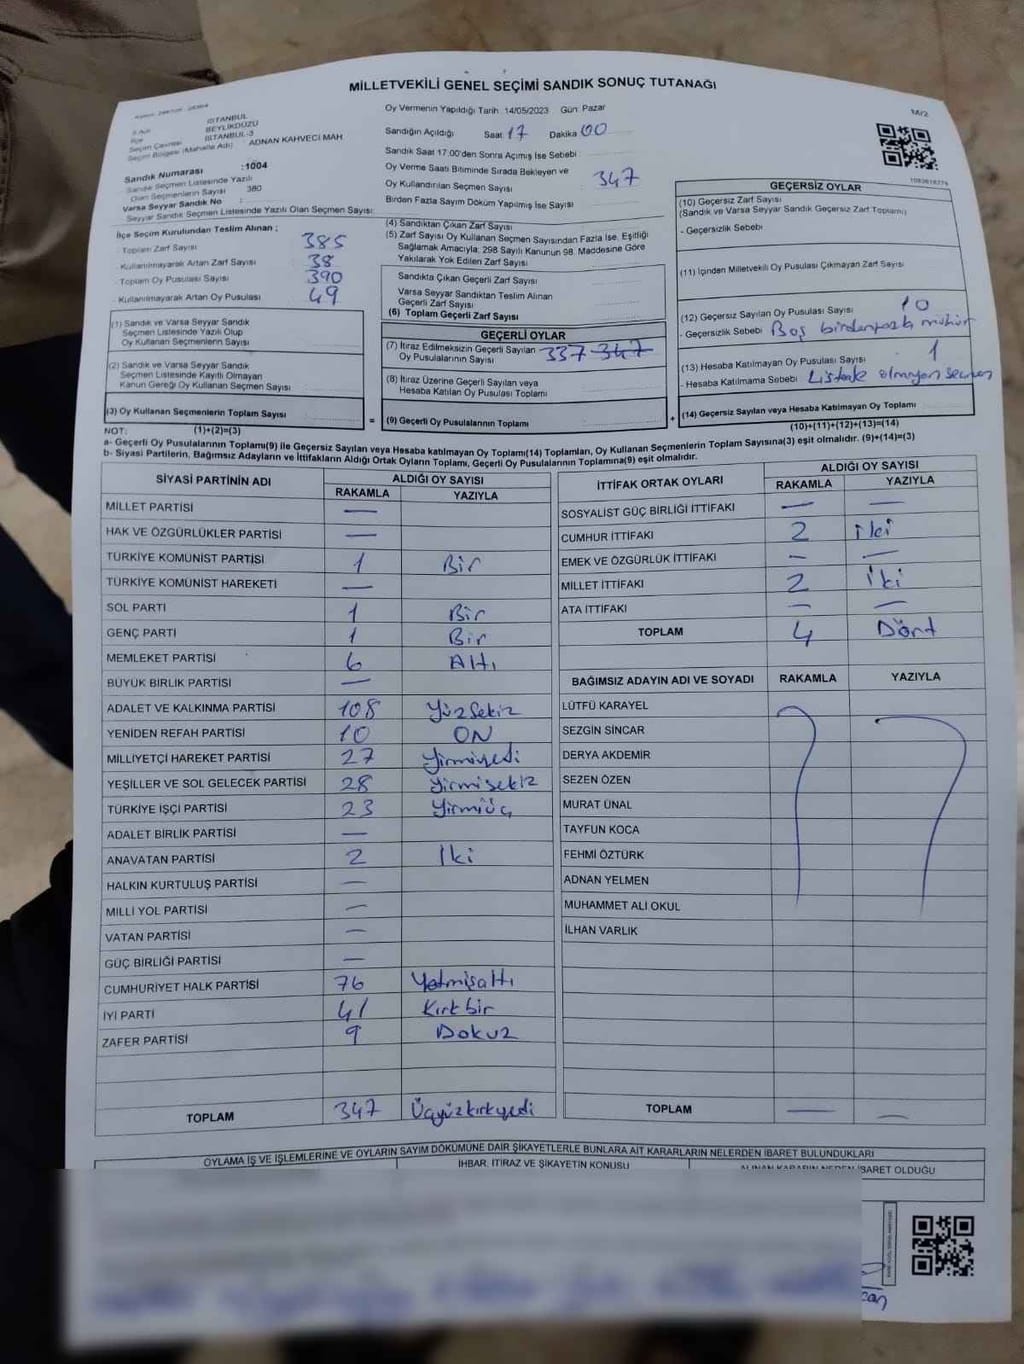 MİLLETVEKİLİ GENEL SEÇİMİ SANDIK SONUÇ TUTANAĞI
M/2
İSTANBUL
İlçe BEYLİKDÜZÜ
Seçim Çevresi İSTANBUL-3
Seçim Bölgesi (Mahalle Adı) : ADNAN KAHVECİ MAH
Sandık Numarası :1004
Sandık Seçmen Listesinde Yazılı
Olan Seçmenlerin Sayısı 380
Varsa Seyyar Sandık No :
Seyyar Sandık Seçmen Listesinde Yazılı Olan Seçmen Sayısı:
Oy Vermenin Yapıldığı Tarih: 14/05/2023 Gün: Pazar
Sandığın Açıldığı Saat 17 Dakika 00
Sandık Saat 17:00'den Sonra Açımış İse Sebebi :
Oy Verme Saati Bitiminde Sırada Bekleyen ve
Oy Kullandırılan Seçmen Sayısı : 347
Birden Fazla Sayım Döküm Yapılmış İse Sayısı
İlçe Seçim Kurulundan Teslim Alınan ;
- Toplam Zarf Sayısı 385
- Kullanılmayarak Artan Zarf Sayısı 38
- Toplam Oy Pusulası Sayısı 390
- Kullanılmayarak Artan Oy Pusulası 49
(1) Sandık ve Varsa Seyyar Sandık
Seçmen Listesinde Yazılı Olup
Oy Kullanan Seçmenlerin Sayısı
(2) Sandık ve Varsa Seyyar Sandık
Seçmen Listesinde Kayıtlı Olmayan
Kanun Gereği Oy Kullanan Seçmen Sayısı
(3) Oy Kullanan Seçmenlerin Toplam Sayısı
(4) Sandıktan Çıkan Zarf Sayısı
(5) Zarf Sayısı Oy Kullanan Seçmen Sayısından Fazla İse, Eşitliği
Sağlamak Amacıyla, 298 Sayılı Kanunun 98. Maddesine Göre
Yakılarak Yok Edilen Zarf Sayısı
Sandıkta Çıkan Geçerli Zarf Sayısı
Varsa Seyyar Sandıktan Teslim Alınan
Geçerli Zarf Sayısı
(6) Toplam Geçerli Zarf Sayısı
GEÇERLİ OYLAR
(7) İtiraz Edilmeksizin Geçerli Sayılan
Oy Pusulalarının Sayısı 337 347
(8) İtiraz Üzerine Geçerli Sayılan veya
Hesaba Katılan Oy Pusulaları Toplamı
= (9) Geçerli Oy Pusulalarının Toplamı +
GEÇERSİZ OYLAR
(10) Geçersiz Zarf Sayısı
(Sandık ve Varsa Seyyar Sandık Geçersiz Zarf Toplamı)
- Geçersizlik Sebebi
(11) İçinden Milletvekili Oy Pusulası Çıkmayan Zarf Sayısı
(12) Geçersiz Sayılan Oy Pusulası Sayısı : 10
- Geçersizlik Sebebi : Boş birdenfazla mühür
(13) Hesaba Katılmayan Oy Pusulası Sayısı : 1
- Hesaba Katılmama Sebebi : Listede olmayan seçmen
(14) Geçersiz Sayılan veya Hesaba Katılmayan Oy Toplamı
NOT: (1)+(2)=(3) (10)+(11)+(12)+(13)=(14)
a- Geçerli Oy Pusulalarının Toplamı(9) ile Geçersiz Sayılan veya Hesaba katılmayan Oy Toplamı(14) Toplamları, Oy Kullanan Seçmenlerin Toplam Sayısına(3) eşit olmalıdır. (9)+(14)=(3)
b- Siyasi Partilerin, Bağımsız Adayların ve İttifakların Aldığı Ortak Oyların Toplamı, Geçerli Oy Pusulalarının Toplamına(9) eşit olmalıdır.
SİYASİ PARTİNİN ADI ALDIĞI OY SAYISI
RAKAMLA YAZIYLA
MİLLET PARTİSİ —
HAK VE ÖZGÜRLÜKLER PARTİSİ —
TÜRKİYE KOMÜNİST PARTİSİ 1 Bir
TÜRKİYE KOMÜNİST HAREKETİ —
SOL PARTİ 1 Bir
GENÇ PARTİ 1 Bir
MEMLEKET PARTİSİ 6 Altı
BÜYÜK BİRLİK PARTİSİ —
ADALET VE KALKINMA PARTİSİ 108 Yüzsekiz
YENİDEN REFAH PARTİSİ 10 ON
MİLLİYETÇİ HAREKET PARTİSİ 27 Yirmiyedi
YEŞİLLER VE SOL GELECEK PARTİSİ 28 Yirmisekiz
TÜRKİYE İŞÇİ PARTİSİ 23 Yirmiüç
ADALET BİRLİK PARTİSİ —
ANAVATAN PARTİSİ 2 İki
HALKIN KURTULUŞ PARTİSİ —
MİLLİ YOL PARTİSİ —
VATAN PARTİSİ —
GÜÇ BİRLİĞİ PARTİSİ —
CUMHURİYET HALK PARTİSİ 76 Yetmişaltı
İYİ PARTİ 41 Kırkbir
ZAFER PARTİSİ 9 Dokuz
TOPLAM 347 Üçyüzkırkyedi
İTTİFAK ORTAK OYLARI ALDIĞI OY SAYISI
RAKAMLA YAZIYLA
SOSYALİST GÜÇ BİRLİĞİ İTTİFAKI — —
CUMHUR İTTİFAKI 2 iki
EMEK VE ÖZGÜRLÜK İTTİFAKI — —
MİLLET İTTİFAKI 2 İki
ATA İTTİFAKI — —
TOPLAM 4 Dört
BAĞIMSIZ ADAYIN ADI VE SOYADI RAKAMLA YAZIYLA
LÜTFÜ KARAYEL
SEZGİN SİNCAR
DERYA AKDEMİR
SEZEN ÖZEN
MURAT ÜNAL
TAYFUN KOCA
FEHMİ ÖZTÜRK
ADNAN YELMEN
MUHAMMET ALİ OKUL
İLHAN VARLIK
TOPLAM — —
OYLAMA İŞ VE İŞLEMLERİNE VE OYLARIN SAYIM DÖKÜMÜNE DAİR ŞİKAYETLERLE BUNLARA AİT KARARLARIN NELERDEN İBARET BULUNDUKLARI
İHBAR, İTİRAZ VE ŞİKAYETİN KONUSU ALINAN KARARIN NEDEN İBARET OLDUĞU